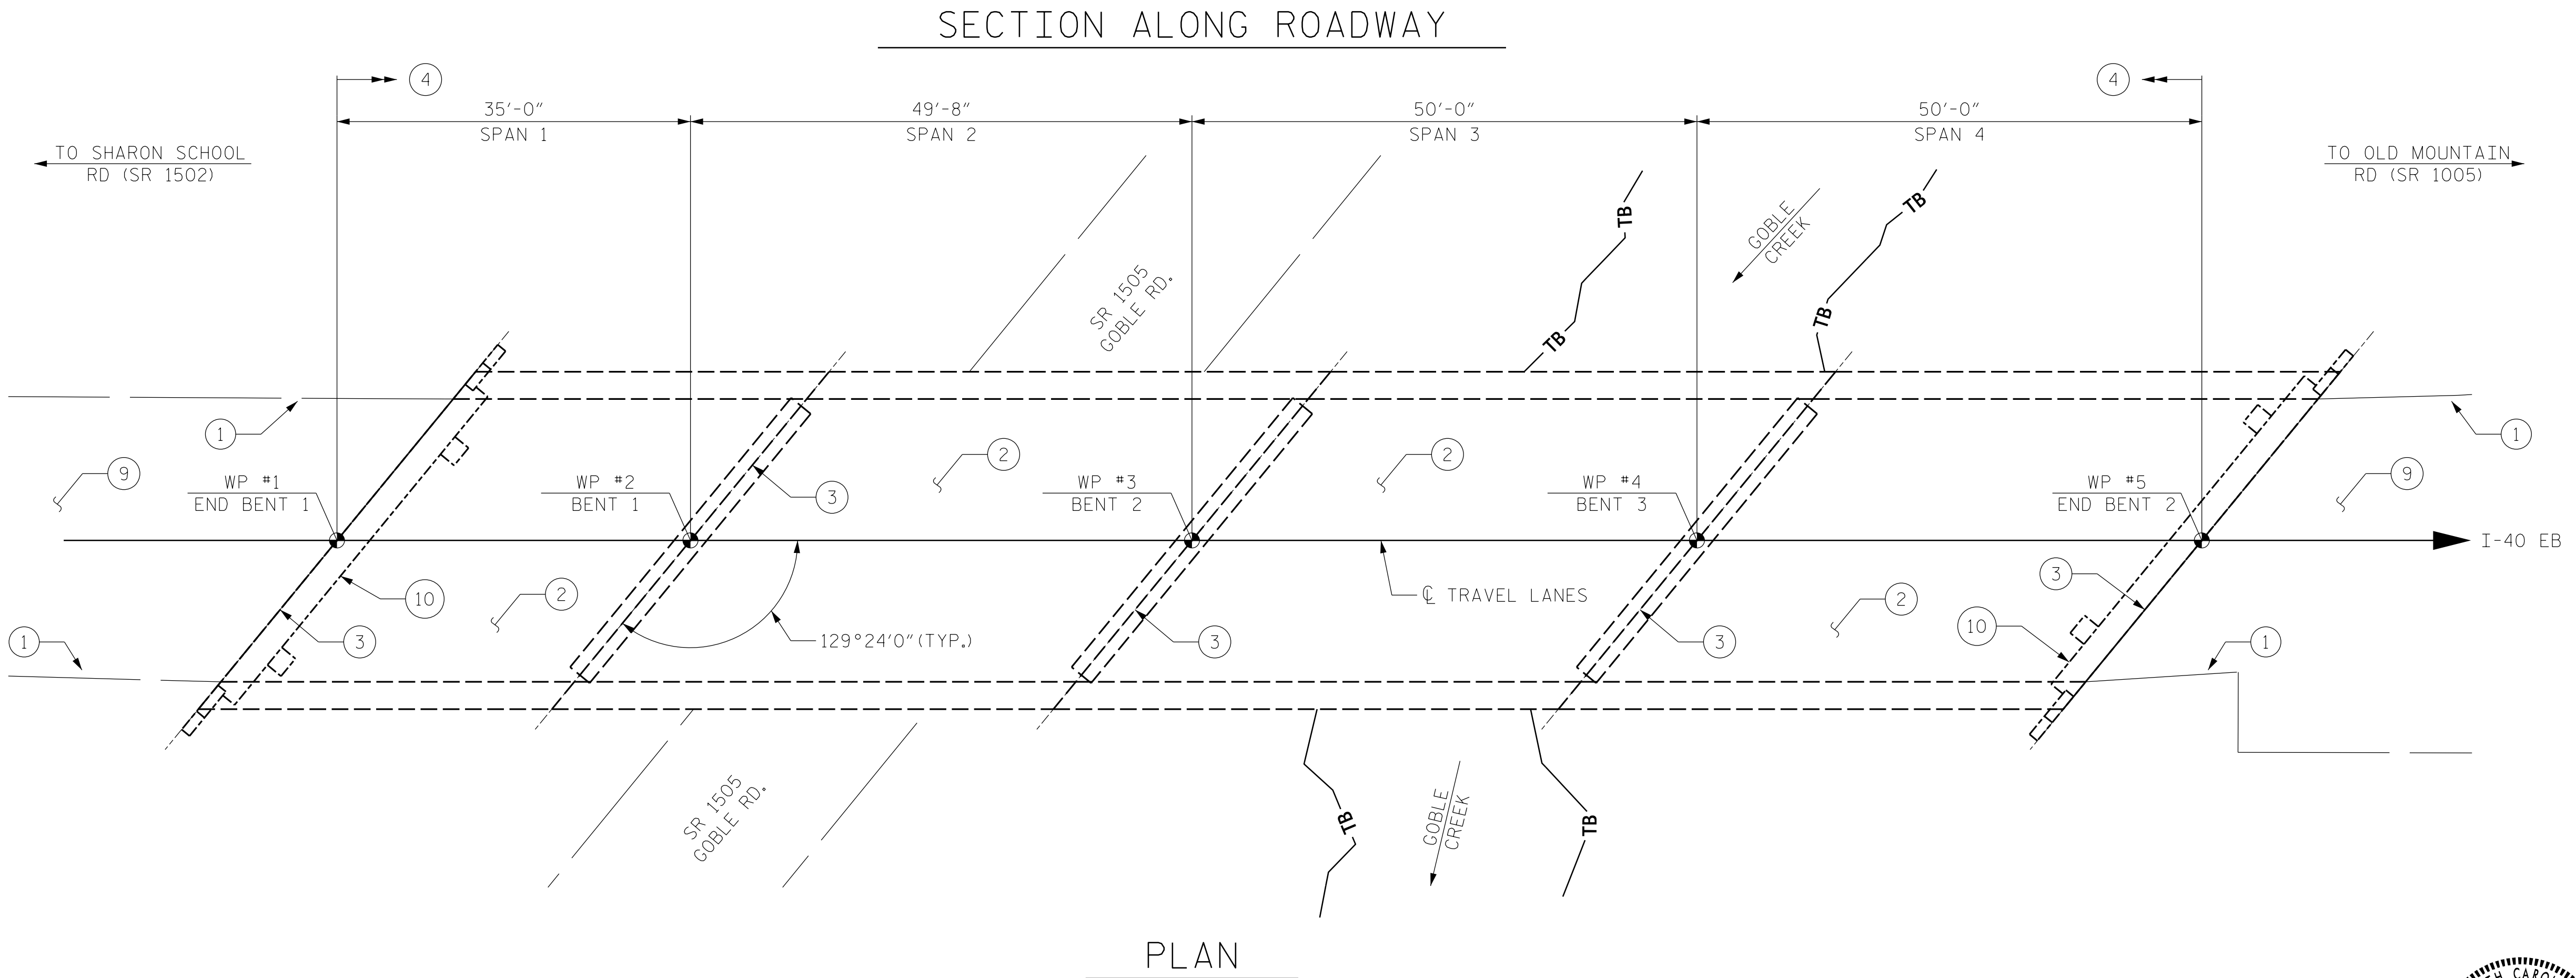 SECTION ALONG ROADWAY
4
4
35'-0"
49'-8"
50'-0"
50'-0"
SPAN 1
SPAN 2
SPAN 3
SPAN 4
TO SHARON SCHOOL
RD (SR 1502)
TO OLD MOUNTAIN
RD (SR 1005)
TB
TB
GOBLE
CREEK
SR 1505
GOBLE RD.
TB
TB
1
1
2
2
9
9
WP #1
END BENT 1
WP #2
BENT 1
3
WP #3
BENT 2
WP #4
BENT 3
WP #5
END BENT 2
I-40 EB
10
2
℄ TRAVEL LANES
3
2
1
3
129°24'0"(TYP.)
3
3
10
1
SR 1505
GOBLE RD.
TB
GOBLE
CREEK
TB
PLAN